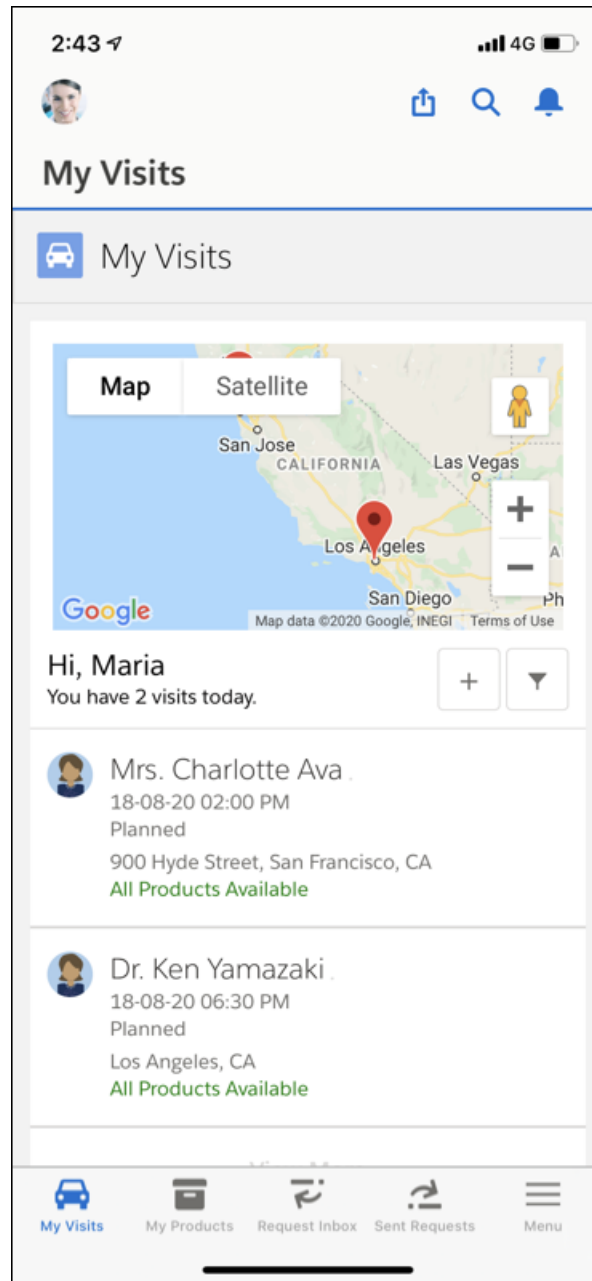 2:43
4G
My Visits
My Visits
Map Satellite
San Jose
CALIFORNIA
Las Vegas
Los Angeles
San Diego
Ph
Google
Map data ©2020 Google, INEGI Terms of Use
Hi, Maria
You have 2 visits today.
Mrs. Charlotte Ava
18-08-20 02:00 PM
Planned
900 Hyde Street, San Francisco, CA
All Products Available
Dr. Ken Yamazaki
18-08-20 06:30 PM
Planned
Los Angeles, CA
All Products Available
My Visits My Products Request Inbox Sent Requests Menu